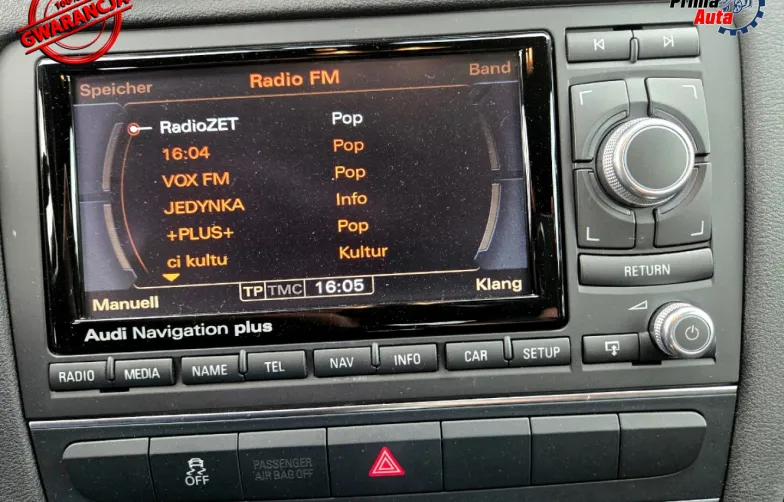 100%
GWARANCJA
Prima
Auta
Speicher
Radio FM
Band
RadioZET Pop
16:04 Pop
VOX FM Pop
JEDYNKA Info
+PLUS+ Pop
ci kultu Kultur
Manuell
TP TMC 16:05
Klang
Audi Navigation plus
RETURN
RADIO MEDIA NAME TEL NAV INFO CAR SETUP
OFF
PASSENGER
AIR BAG OFF